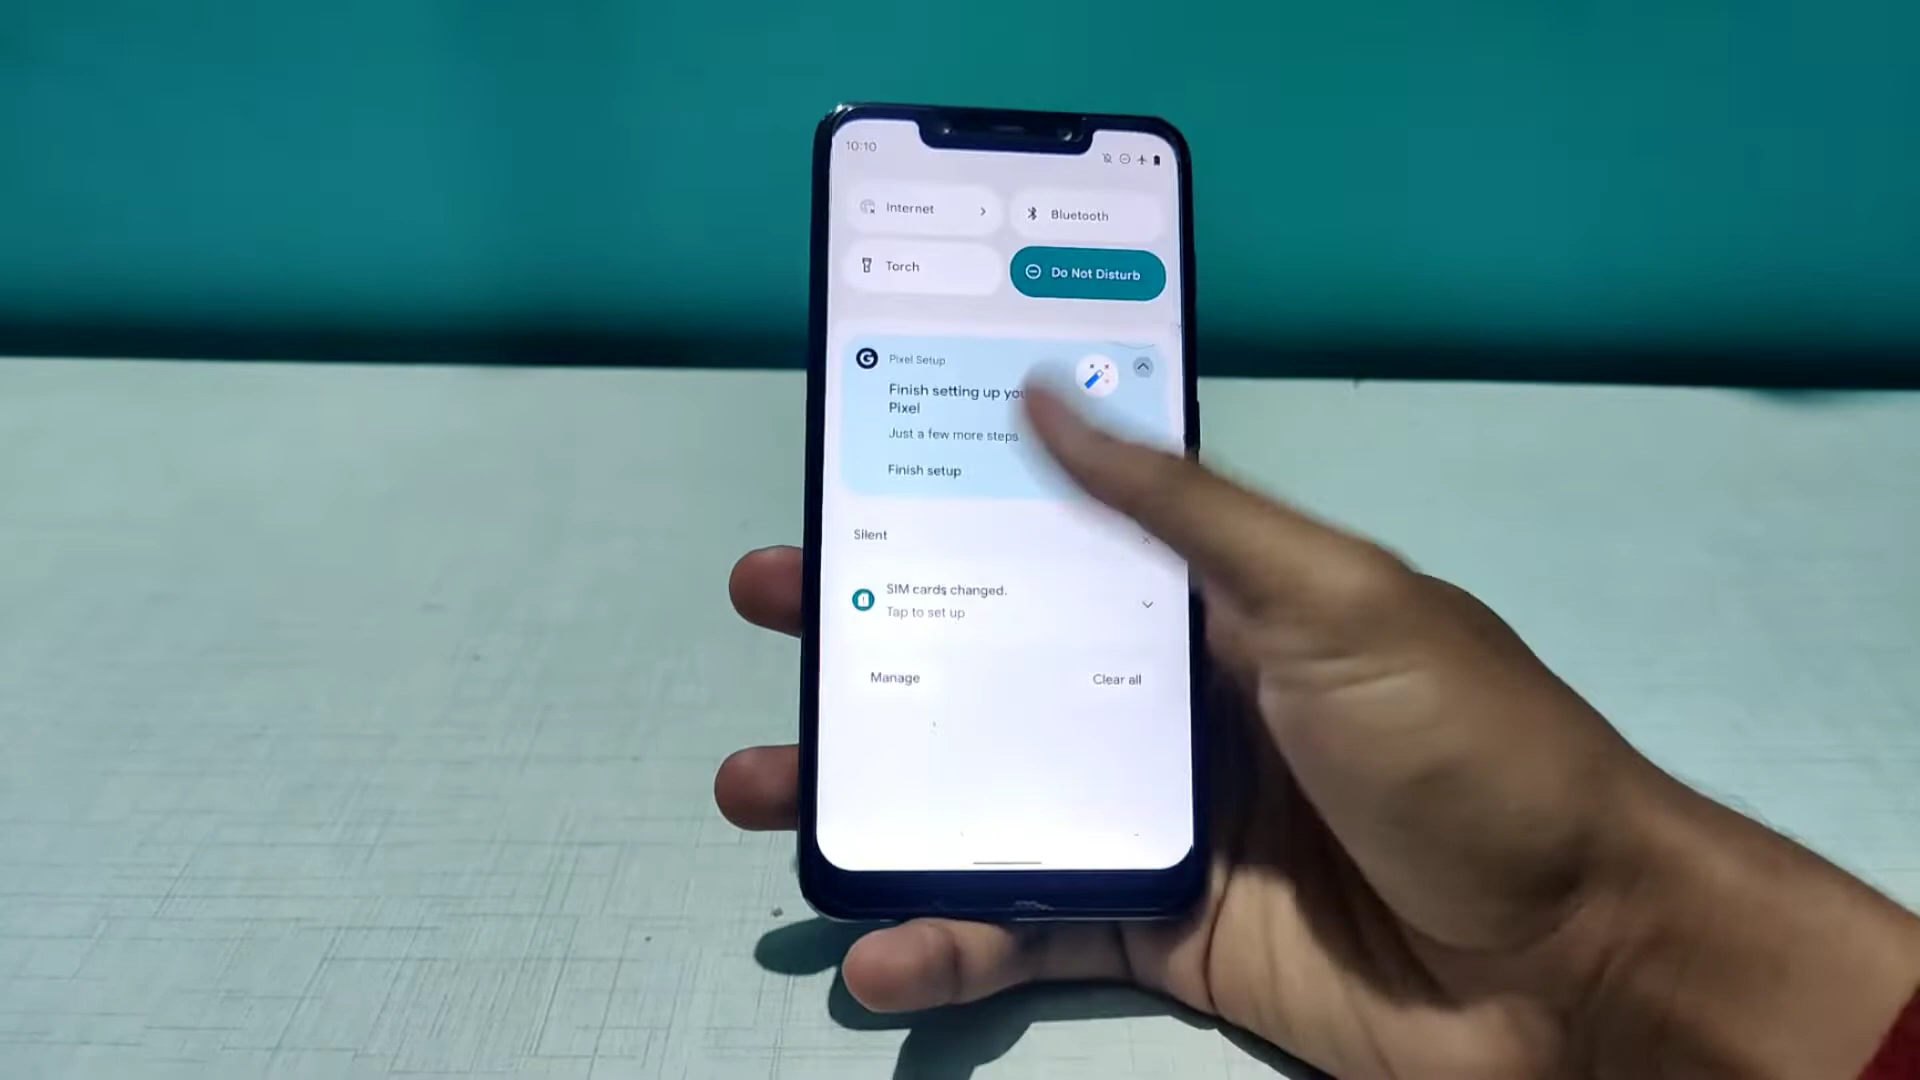 10:10
Internet
Bluetooth
Torch
Do Not Disturb
Pixel Setup
Finish setting up
Pixel
Just a few more steps
Finish setup
Silent
SIM cards changed.
Tap to set up
Manage
Clear all